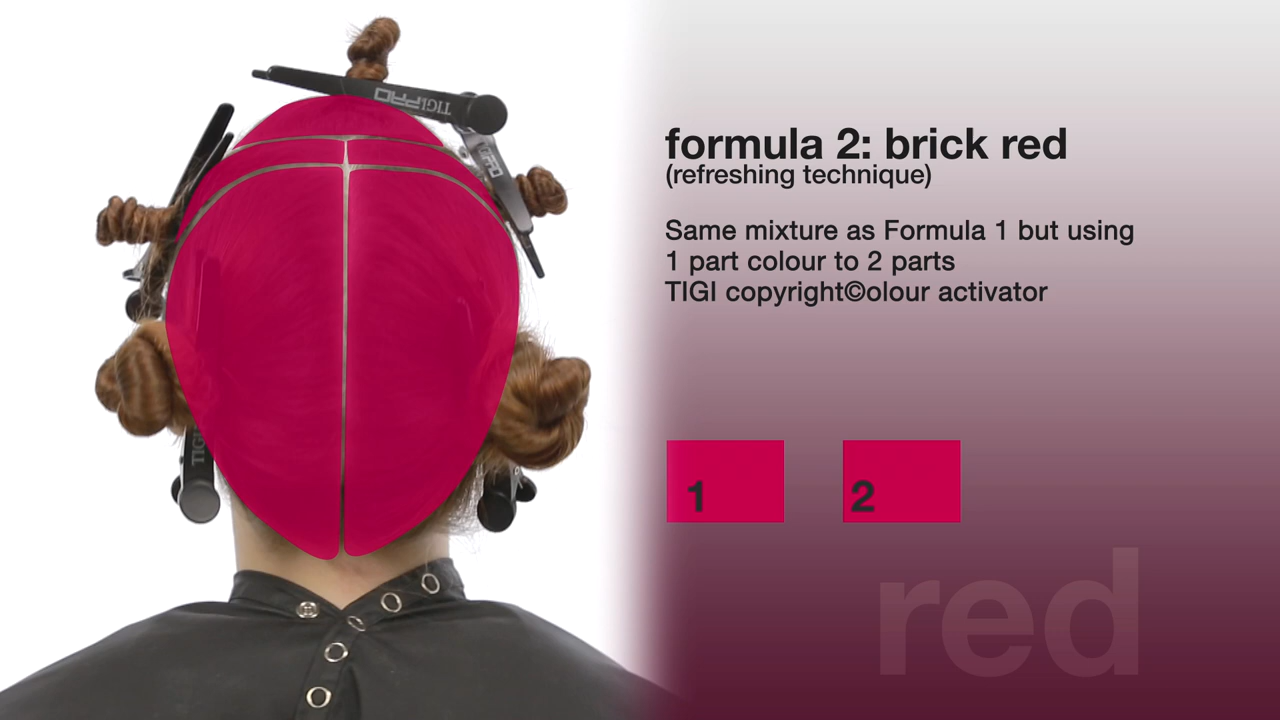 TIGI PRO
PRO
TIGI
formula 2: brick red
(refreshing technique)
Same mixture as Formula 1 but using
1 part colour to 2 parts
TIGI copyright©olour activator
1
2
red